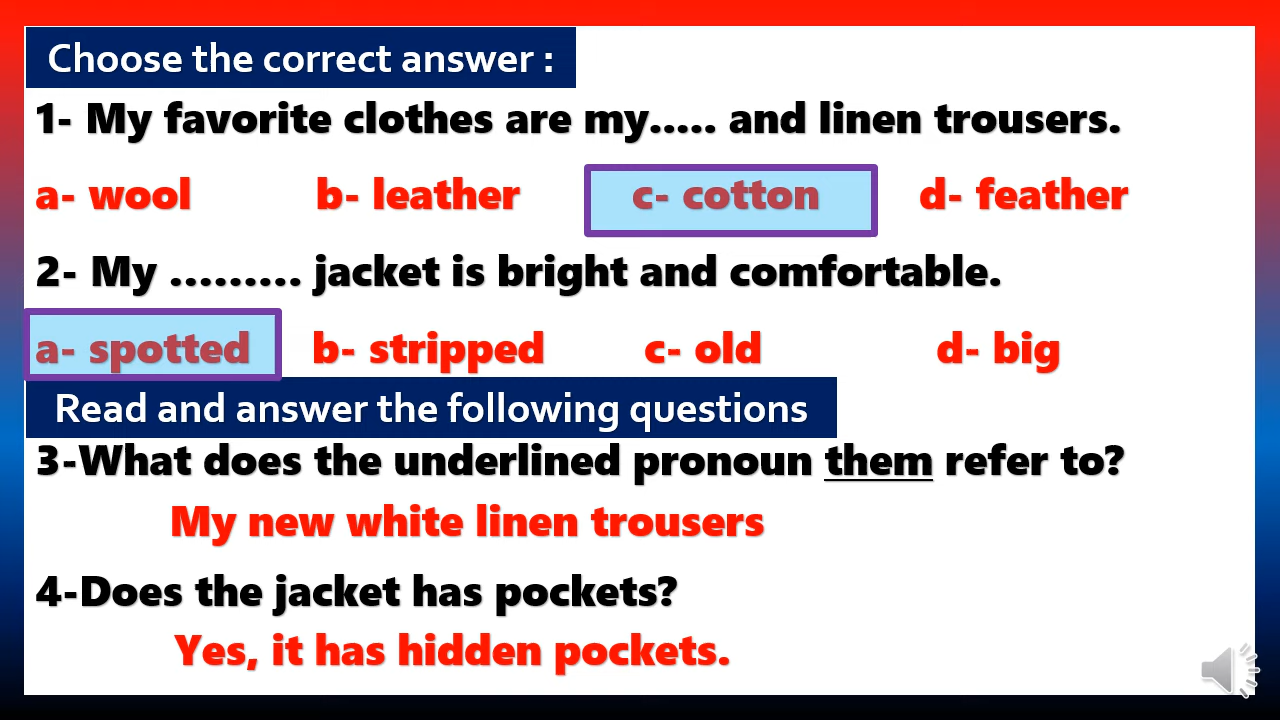 Choose the correct answer :
1- My favorite clothes are my..... and linen trousers.
a- wool b- leather c- cotton d- feather
2- My ......... jacket is bright and comfortable.
a- spotted b- stripped c- old d- big
Read and answer the following questions
3-What does the underlined pronoun them refer to?
My new white linen trousers
4-Does the jacket has pockets?
Yes, it has hidden pockets.